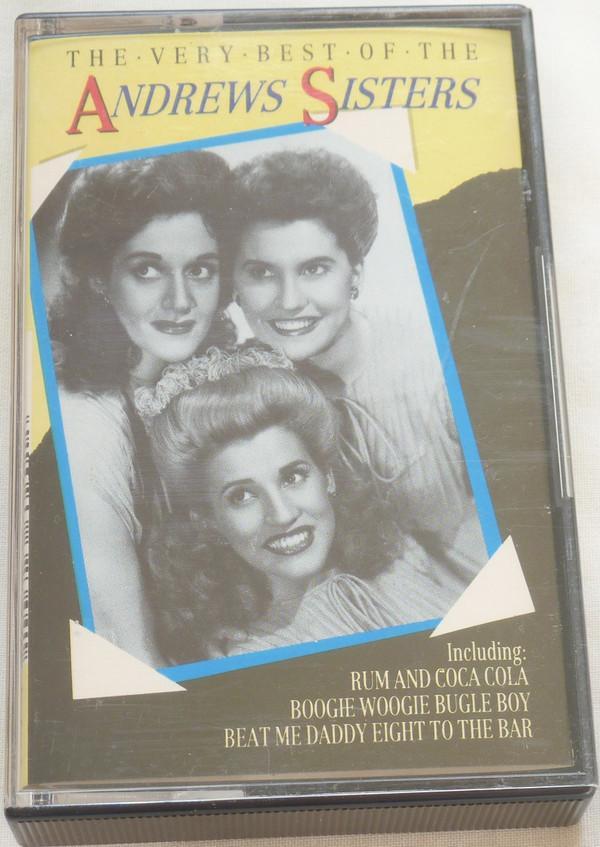 THE·VERY·BEST·OF·THE
ANDREWS SISTERS
Including:
RUM AND COCA COLA
BOOGIE WOOGIE BUGLE BOY
BEAT ME DADDY EIGHT TO THE BAR